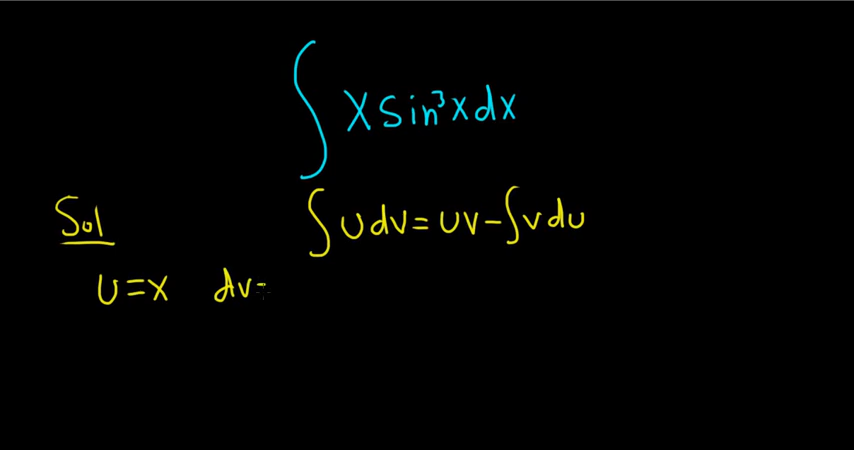 ∫ x sin³x dx
Sol ∫ u dv = uv - ∫ v du
u = x dv =